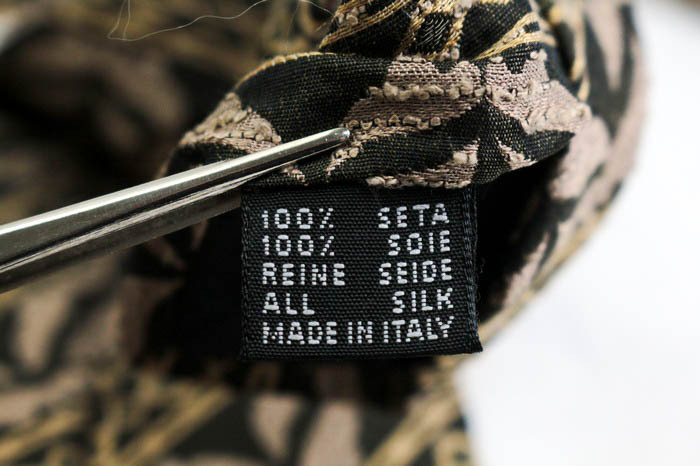 100% SETA
100% SOIE
REINE SEIDE
ALL SILK
MADE IN ITALY